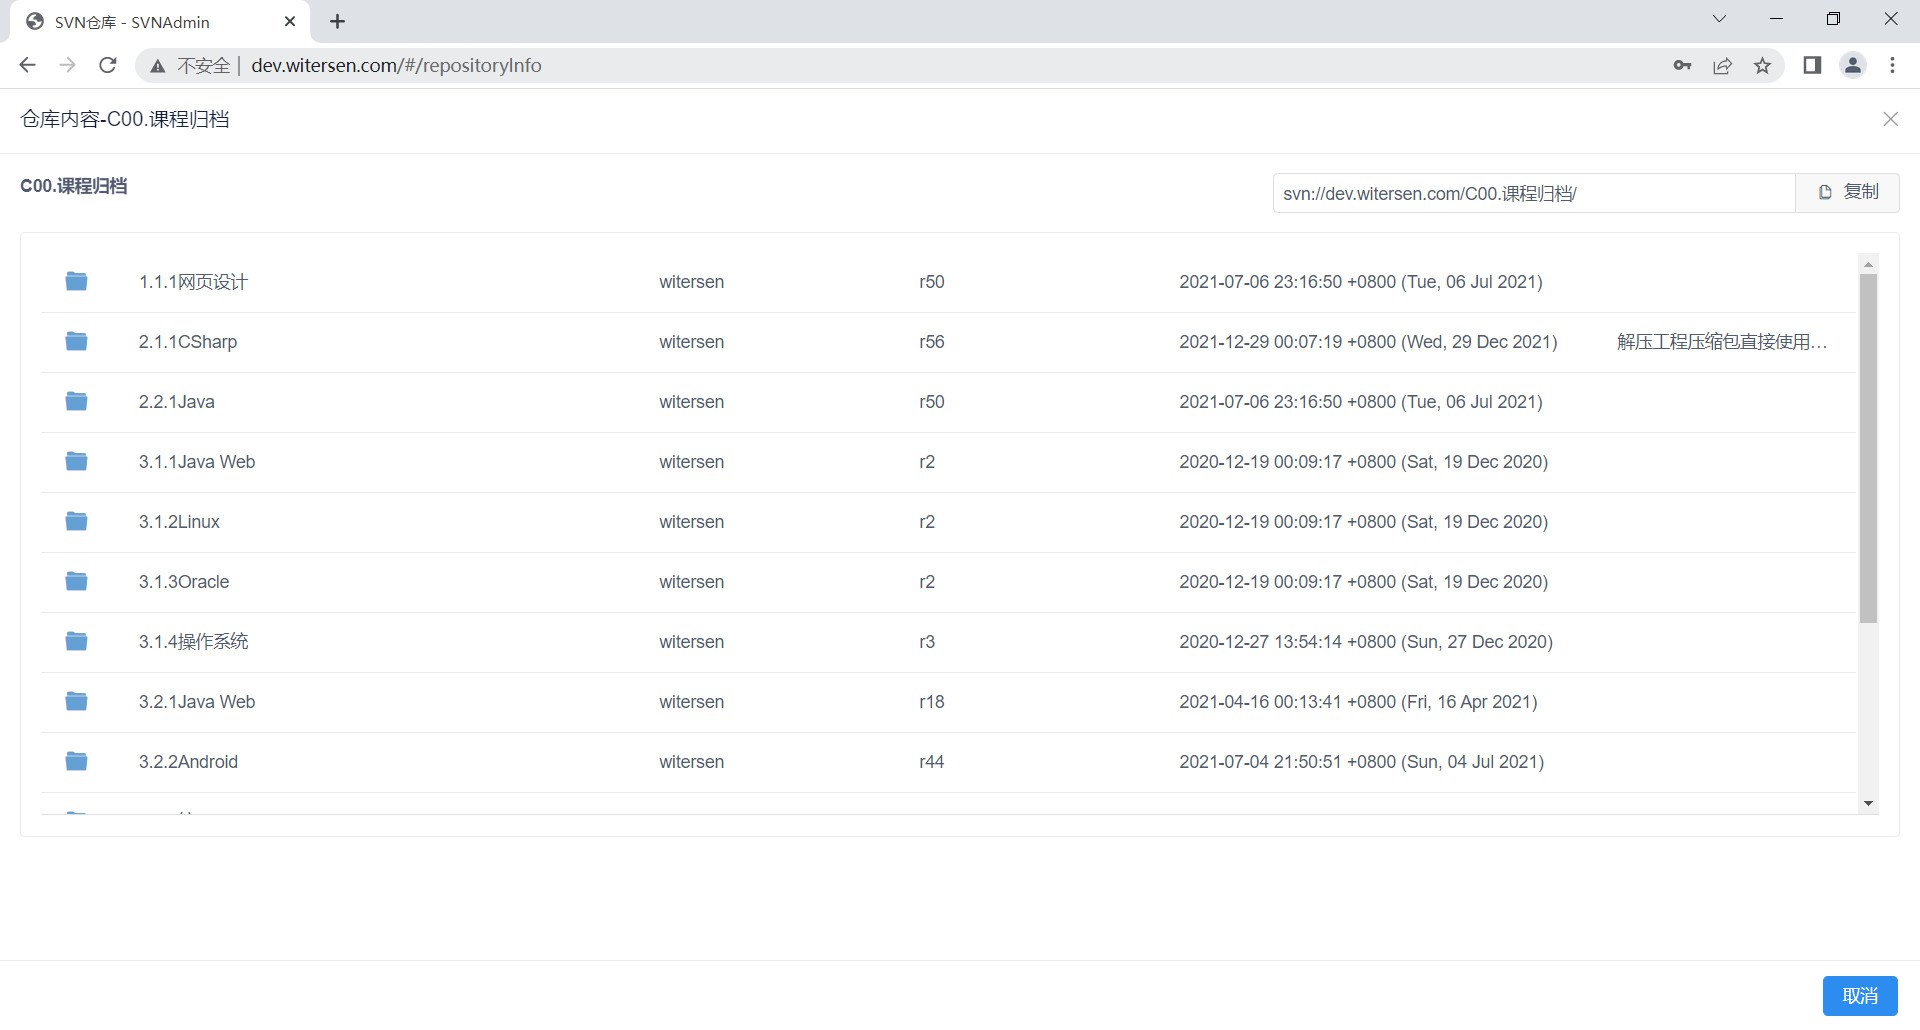 SVN仓库 - SVNAdmin
不安全 | dev.witersen.com/#/repositoryInfo
仓库内容-C00.课程归档
C00.课程归档
svn://dev.witersen.com/C00.课程归档/ 复制
1.1.1网页设计 witersen r50 2021-07-06 23:16:50 +0800 (Tue, 06 Jul 2021)
2.1.1CSharp witersen r56 2021-12-29 00:07:19 +0800 (Wed, 29 Dec 2021) 解压工程压缩包直接使用…
2.2.1Java witersen r50 2021-07-06 23:16:50 +0800 (Tue, 06 Jul 2021)
3.1.1Java Web witersen r2 2020-12-19 00:09:17 +0800 (Sat, 19 Dec 2020)
3.1.2Linux witersen r2 2020-12-19 00:09:17 +0800 (Sat, 19 Dec 2020)
3.1.3Oracle witersen r2 2020-12-19 00:09:17 +0800 (Sat, 19 Dec 2020)
3.1.4操作系统 witersen r3 2020-12-27 13:54:14 +0800 (Sun, 27 Dec 2020)
3.2.1Java Web witersen r18 2021-04-16 00:13:41 +0800 (Fri, 16 Apr 2021)
3.2.2Android witersen r44 2021-07-04 21:50:51 +0800 (Sun, 04 Jul 2021)
取消